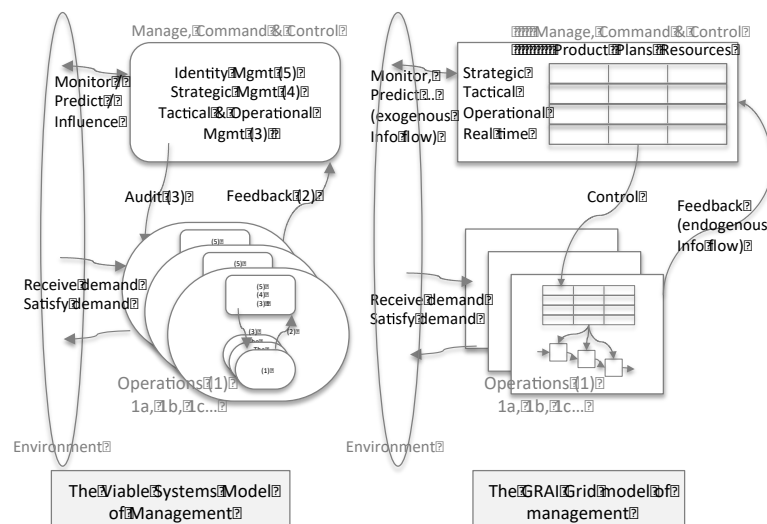 Manage, Command & Control
Identity Mgmt (5)
Strategic Mgmt (4)
Tactical & Operational
Mgmt (3)
Monitor /
Predict /
Influence
Audit (3)
Feedback (2)
Receive demand
Satisfy demand
(5)
(5)
(5)
(4)
(3)
(3)
(2)
(1)
Operations (1)
1a, 1b, 1c...
Environment
The Viable Systems Model
of Management
Manage, Command & Control
Product Plans Resources
Strategic
Tactical
Operational
Real time
Monitor,
Predict ...
(exogenous
Info flow)
Control
Feedback
(endogenous
Info flow)
Receive demand
Satisfy demand
Operations (1)
1a, 1b, 1c...
Environment
The GRAI Grid model of
management